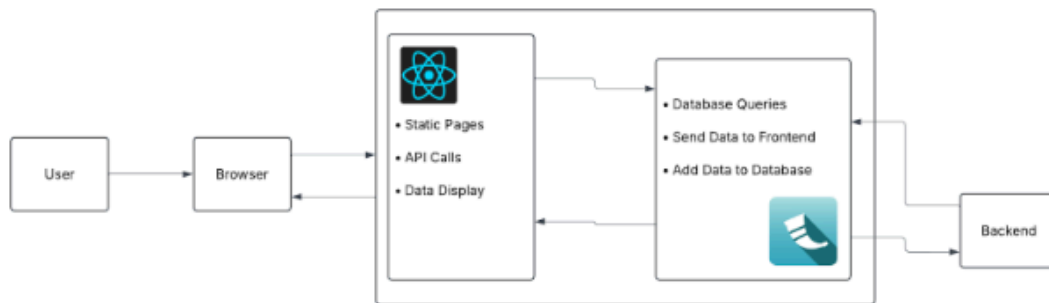 User
Browser
• Static Pages
• API Calls
• Data Display
• Database Queries
• Send Data to Frontend
• Add Data to Database
Backend